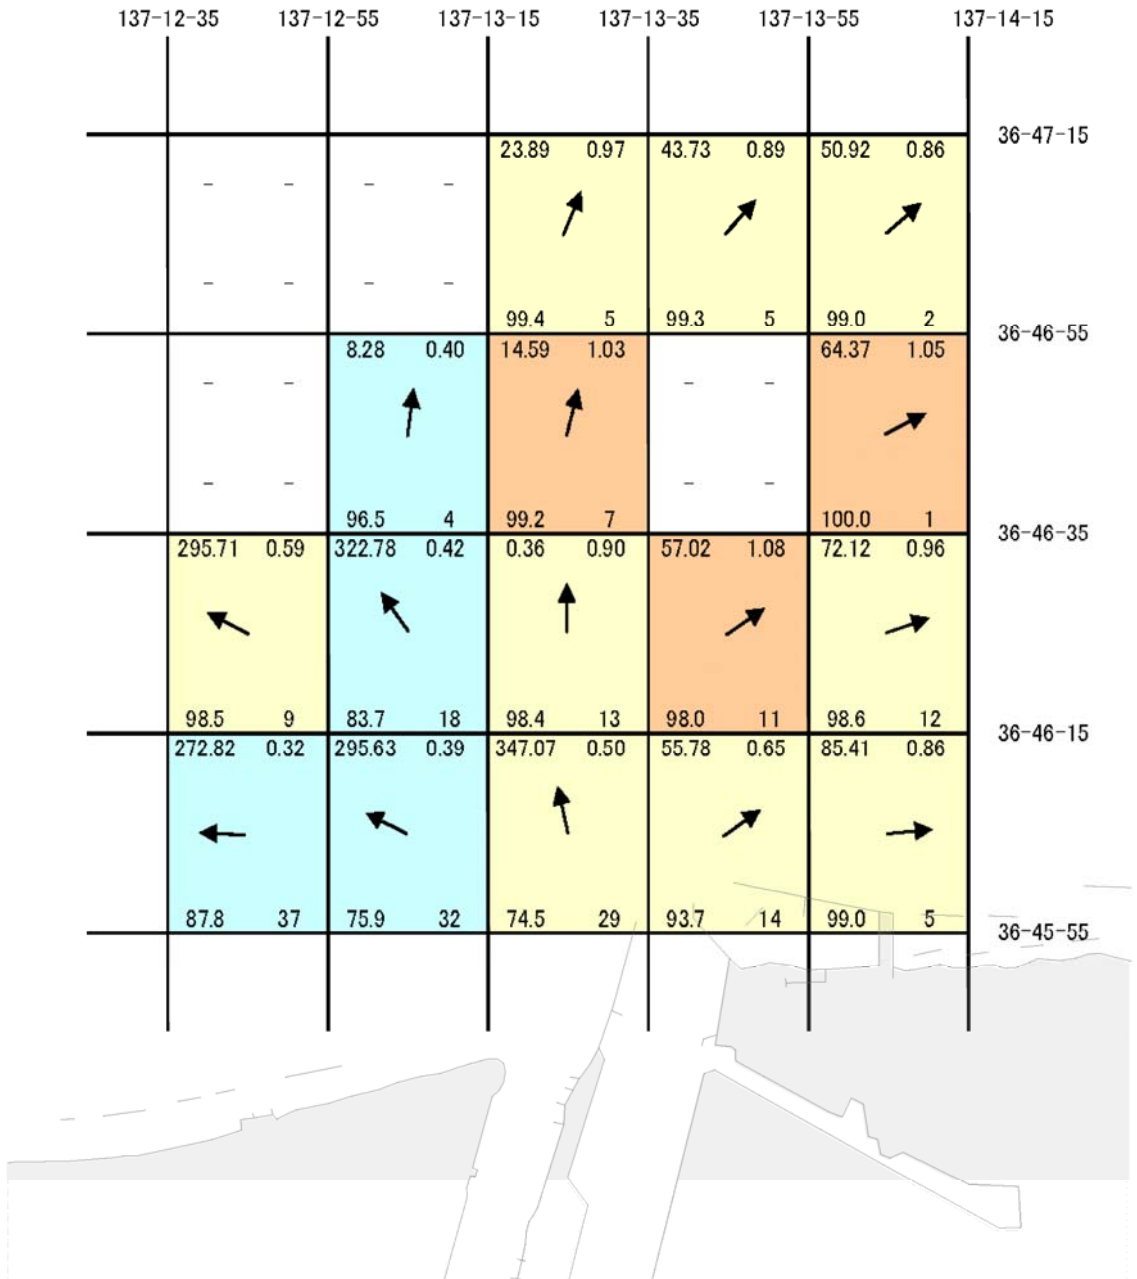 137-12-35 137-12-55 137-13-15 137-13-35 137-13-55 137-14-15
36-47-15
23.89 0.97 43.73 0.89 50.92 0.86
– – – –
– – – –
99.4 5 99.3 5 99.0 2
36-46-55
8.28 0.40 14.59 1.03 64.37 1.05
– – – –
– – – –
96.5 4 99.2 7 100.0 1
36-46-35
295.71 0.59 322.78 0.42 0.36 0.90 57.02 1.08 72.12 0.96
98.5 9 83.7 18 98.4 13 98.0 11 98.6 12
36-46-15
272.82 0.32 295.63 0.39 347.07 0.50 55.78 0.65 85.41 0.86
87.8 37 75.9 32 74.5 29 93.7 14 99.0 5
36-45-55